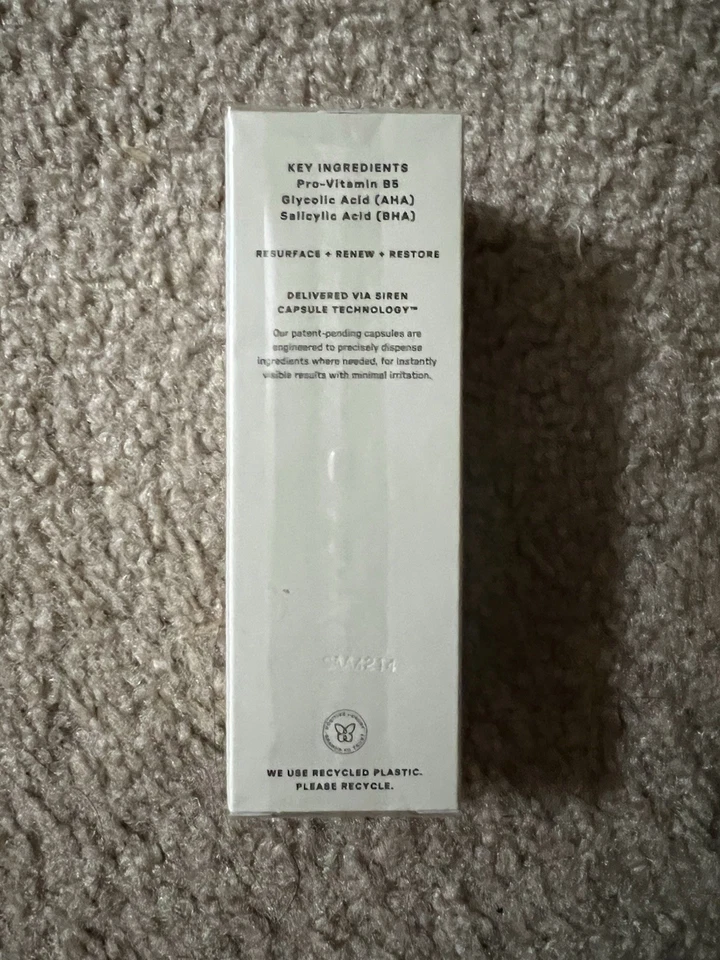 KEY INGREDIENTS
Pro-Vitamin B5
Glycolic Acid (AHA)
Salicylic Acid (BHA)
RESURFACE + RENEW + RESTORE
DELIVERED VIA SIREN
CAPSULE TECHNOLOGY™
Our patent-pending capsules are
engineered to precisely dispense
ingredients where needed, for instantly
visible results with minimal irritation.
WE USE RECYCLED PLASTIC.
PLEASE RECYCLE.